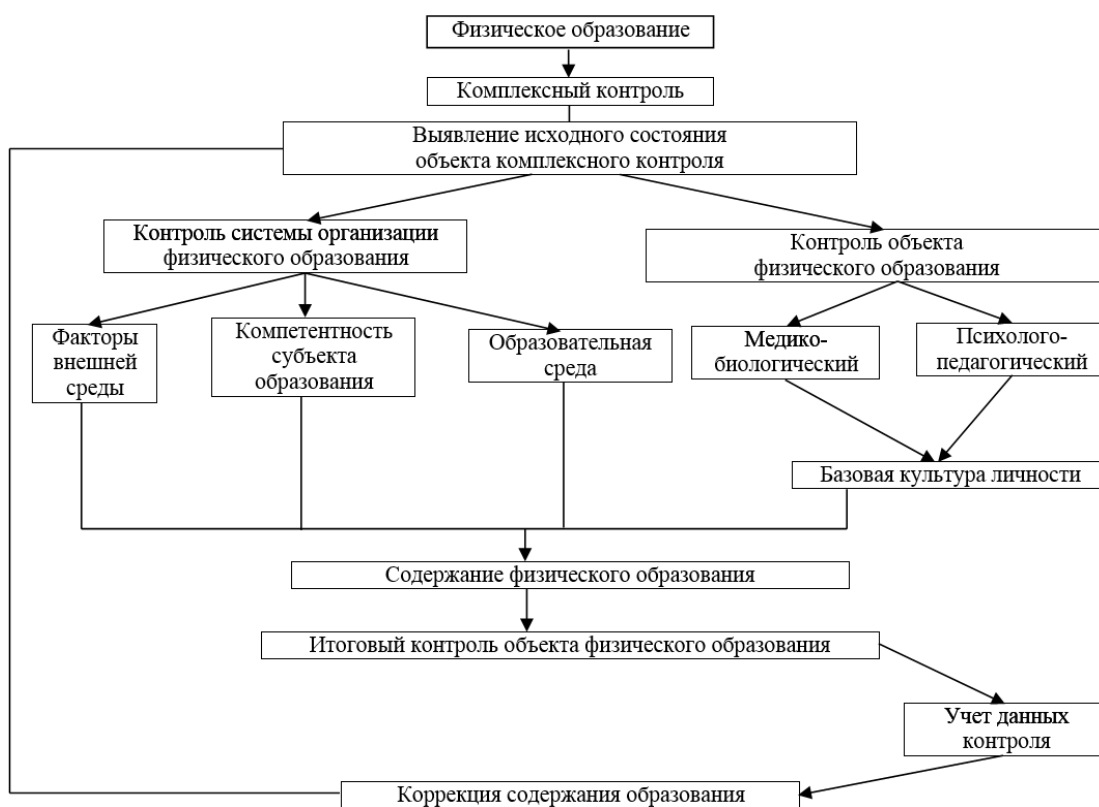 Физическое образование
Комплексный контроль
Выявление исходного состояния
объекта комплексного контроля
Контроль системы организации
физического образования
Контроль объекта
физического образования
Факторы
внешней
среды
Компетентность
субъекта
образования
Образовательная
среда
Медико-
биологический
Психолого-
педагогический
Базовая культура личности
Содержание физического образования
Итоговый контроль объекта физического образования
Учет данных
контроля
Коррекция содержания образования